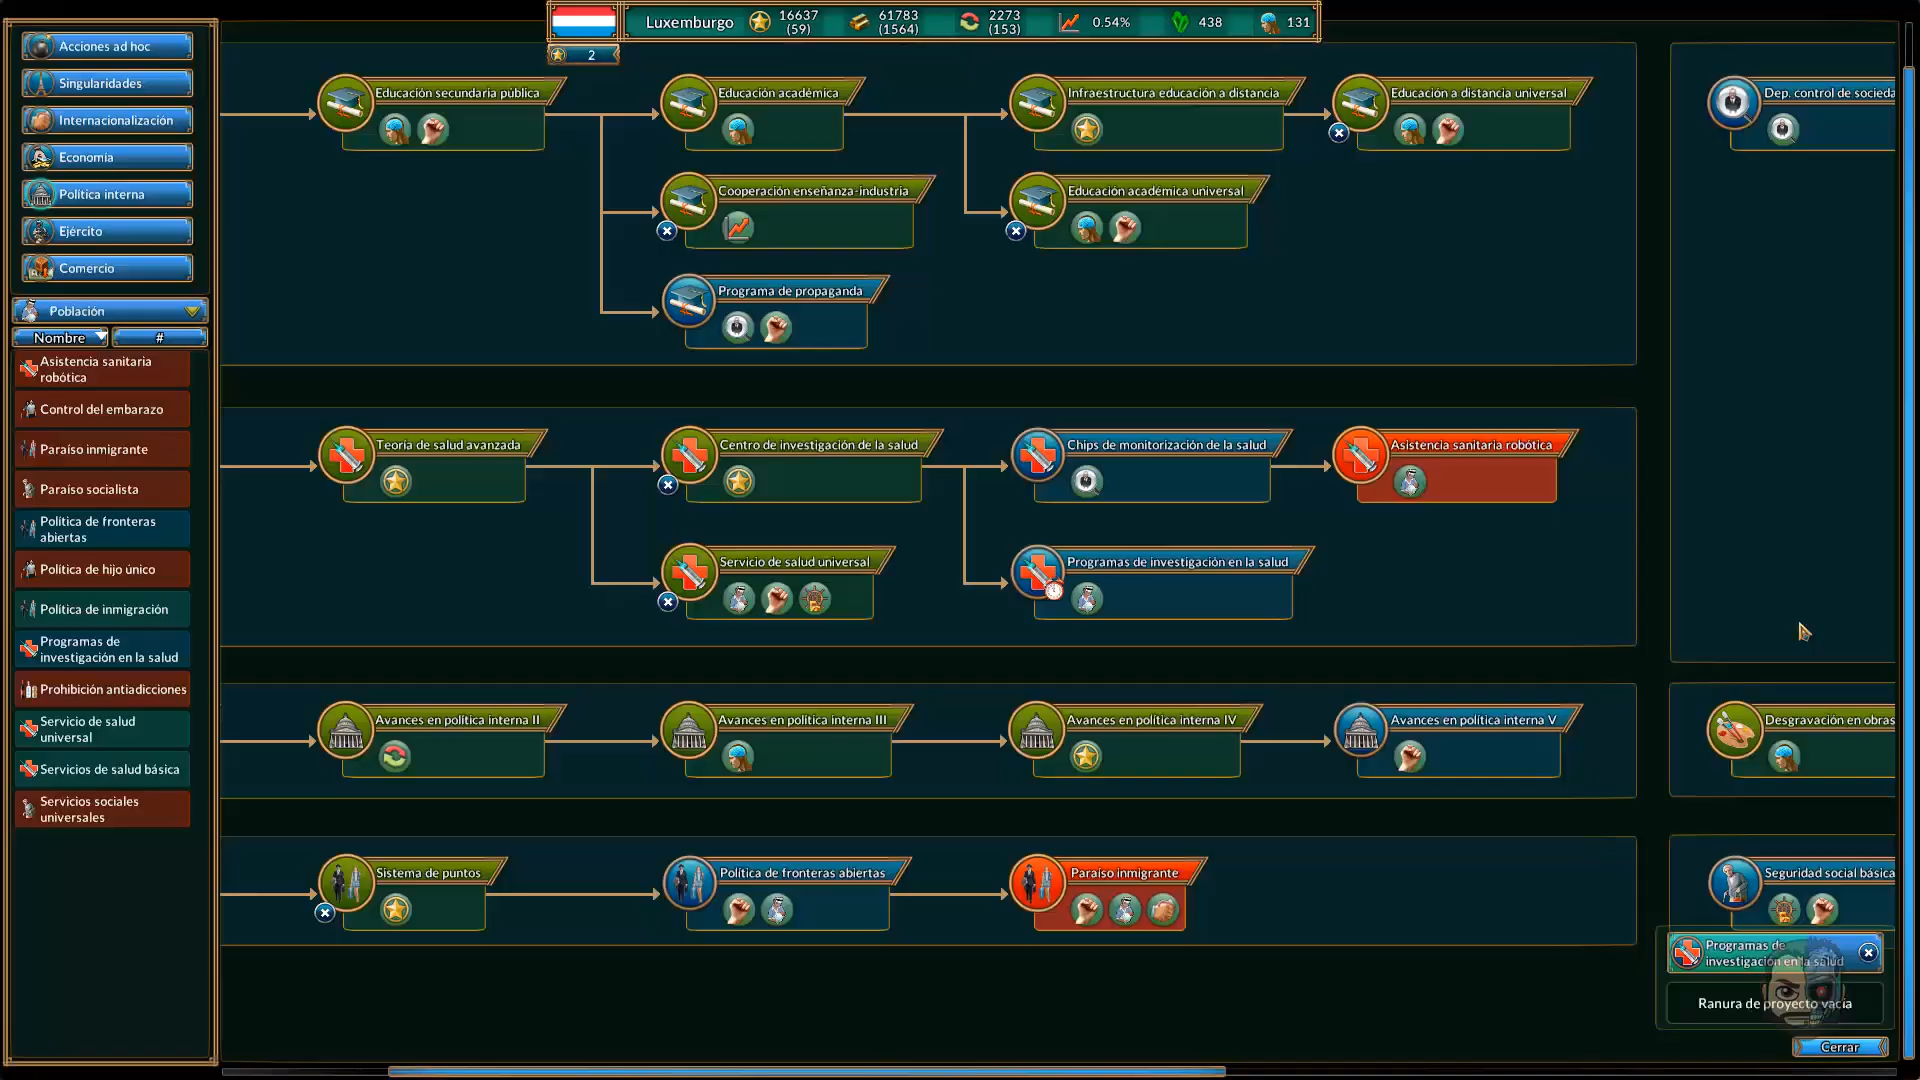 Luxemburgo
16637
(59)
61783
(1564)
2273
(153)
0.54%
438
131
2
Acciones ad hoc
Singularidades
Internacionalización
Economía
Política interna
Ejército
Comercio
Población
Nombre
#
Asistencia sanitaria
robótica
Control del embarazo
Paraíso inmigrante
Paraíso socialista
Política de fronteras
abiertas
Política de hijo único
Política de inmigración
Programas de
investigación en la salud
Prohibición antiadicciones
Servicio de salud
universal
Servicios de salud básica
Servicios sociales
universales
Educación secundaria pública
Educación académica
Infraestructura educación a distancia
Educación a distancia universal
Dep. control de socieda
Cooperación enseñanza-industria
Educación académica universal
Programa de propaganda
Teoría de salud avanzada
Centro de investigación de la salud
Chips de monitorización de la salud
Asistencia sanitaria robótica
Servicio de salud universal
Programas de investigación en la salud
Avances en política interna II
Avances en política interna III
Avances en política interna IV
Avances en política interna V
Desgravación en obras
Sistema de puntos
Política de fronteras abiertas
Paraíso inmigrante
Seguridad social básica
Programas de
investigación en la salud
Ranura de proyecto vacía
Cerrar